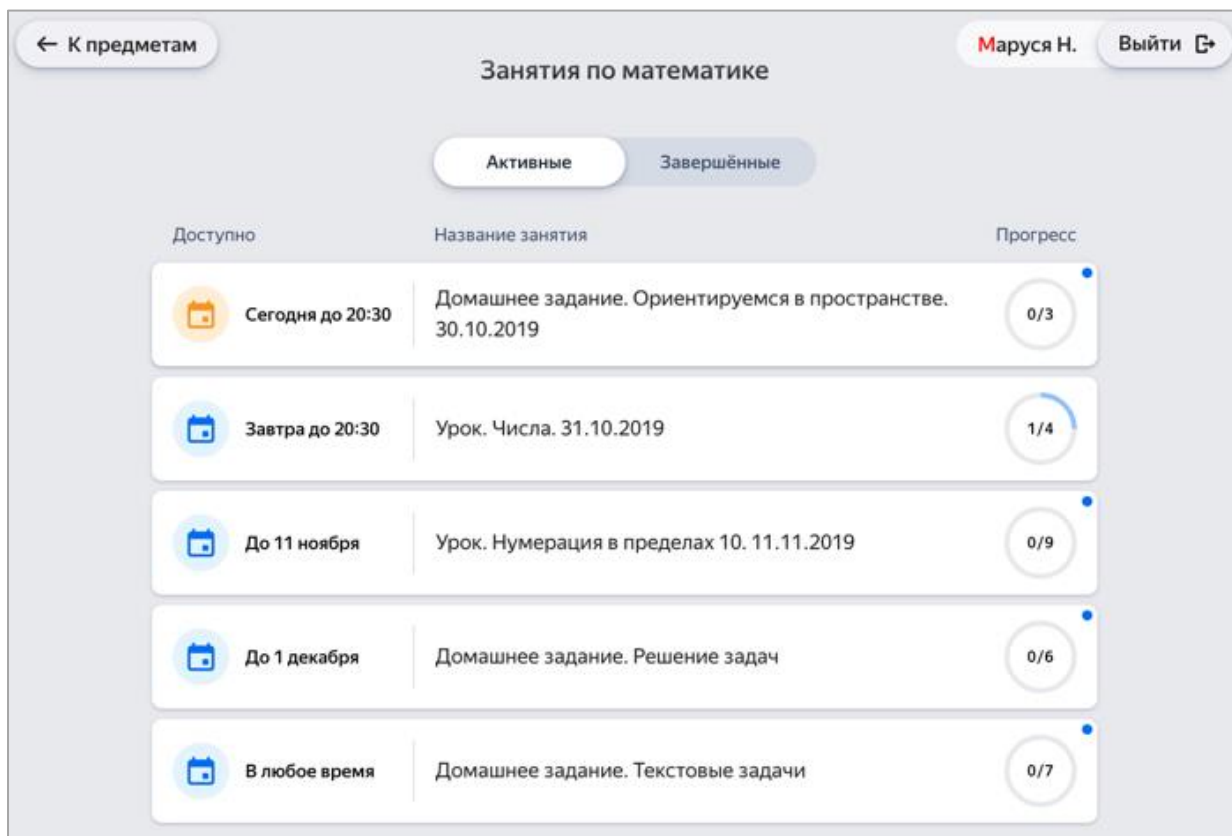 ← К предметам
Маруся Н.
Выйти
Занятия по математике
Активные
Завершённые
Доступно
Название занятия
Прогресс
Сегодня до 20:30
Домашнее задание. Ориентируемся в пространстве.
30.10.2019
0/3
Завтра до 20:30
Урок. Числа. 31.10.2019
1/4
До 11 ноября
Урок. Нумерация в пределах 10. 11.11.2019
0/9
До 1 декабря
Домашнее задание. Решение задач
0/6
В любое время
Домашнее задание. Текстовые задачи
0/7